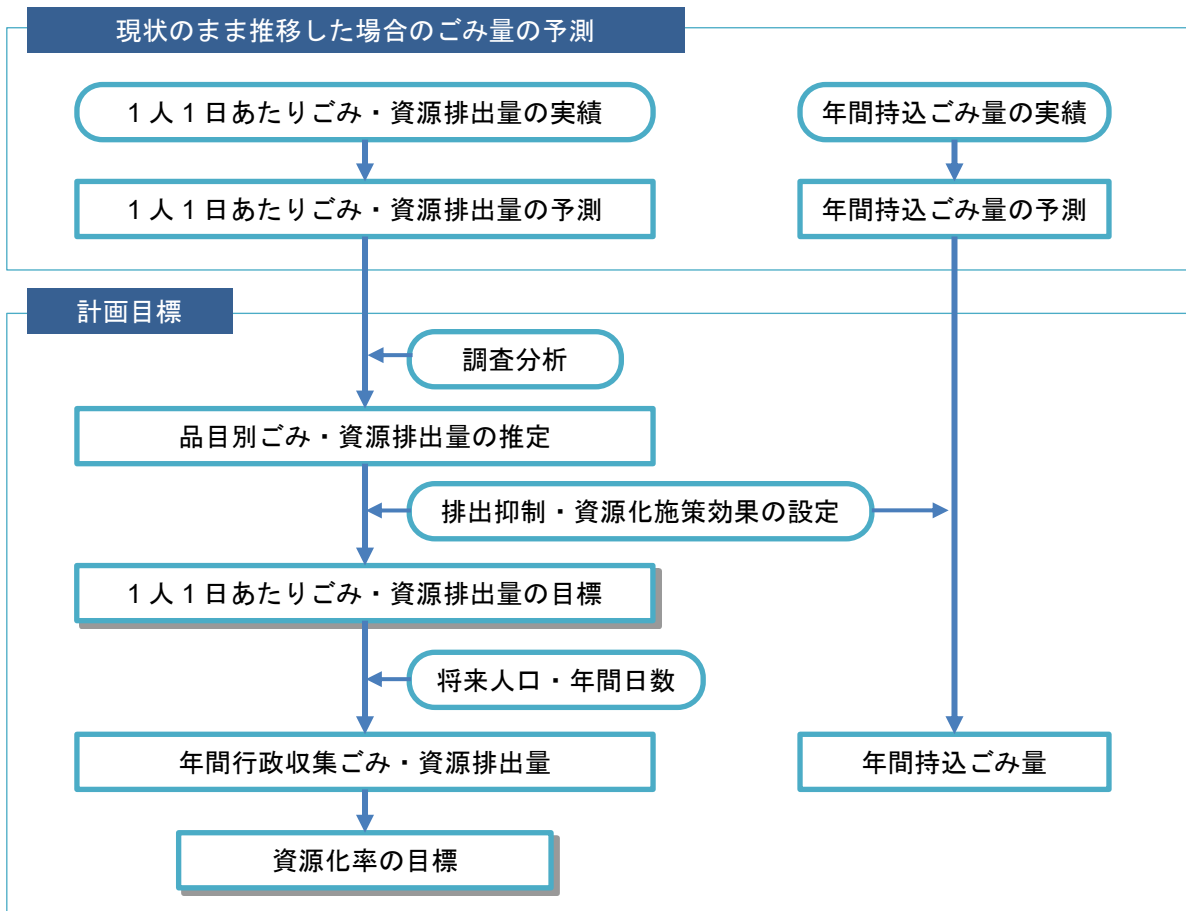 現状のまま推移した場合のごみ量の予測
１人１日あたりごみ・資源排出量の実績
年間持込ごみ量の実績
１人１日あたりごみ・資源排出量の予測
年間持込ごみ量の予測
計画目標
調査分析
品目別ごみ・資源排出量の推定
排出抑制・資源化施策効果の設定
１人１日あたりごみ・資源排出量の目標
将来人口・年間日数
年間行政収集ごみ・資源排出量
年間持込ごみ量
資源化率の目標